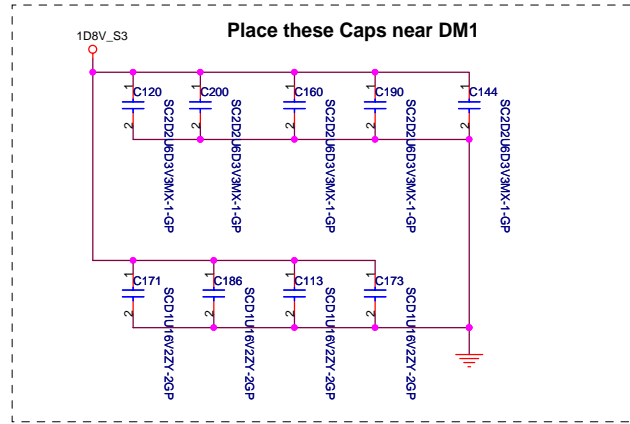 Place these Caps near DM1
1D8V_S3
1 C120 2 SC2D2U6D3V3MX-1-GP
1 C200 2 SC2D2U6D3V3MX-1-GP
1 C160 2 SC2D2U6D3V3MX-1-GP
1 C190 2 SC2D2U6D3V3MX-1-GP
1 C144 2 SC2D2U6D3V3MX-1-GP
1 C171 2 SCD1U16V2ZY-2GP
1 C186 2 SCD1U16V2ZY-2GP
1 C113 2 SCD1U16V2ZY-2GP
1 C173 2 SCD1U16V2ZY-2GP